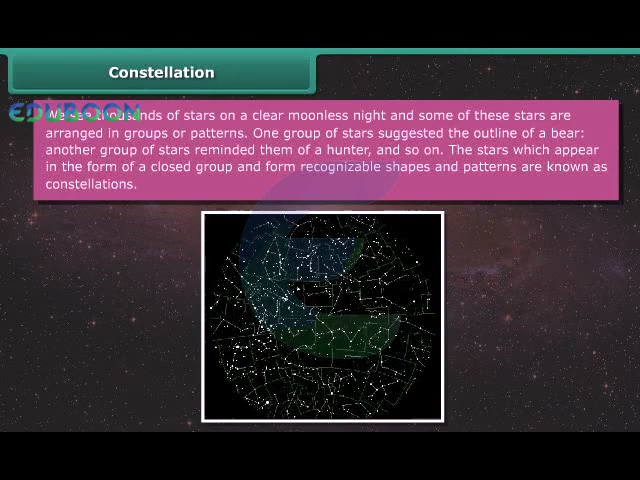 Constellation
EDUBOON
We see thousands of stars on a clear moonless night and some of these stars are
arranged in groups or patterns. One group of stars suggested the outline of a bear:
another group of stars reminded them of a hunter, and so on. The stars which appear
in the form of a closed group and form recognizable shapes and patterns are known as
constellations.